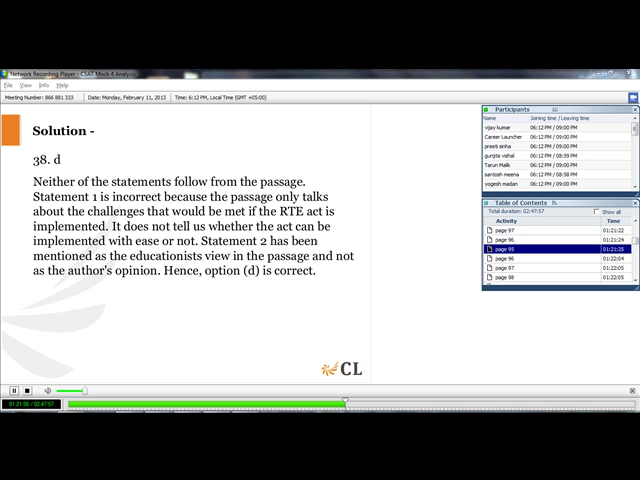 Network Recording Player - CSAT Mock 4 Analysis
File View Info Help
Meeting Number: 866 881 333 Date: Monday, February 11, 2013 Time: 6:12 PM, Local Time (GMT +05:00)
Solution -
38. d
Neither of the statements follow from the passage.
Statement 1 is incorrect because the passage only talks
about the challenges that would be met if the RTE act is
implemented. It does not tell us whether the act can be
implemented with ease or not. Statement 2 has been
mentioned as the educationists view in the passage and not
as the author's opinion. Hence, option (d) is correct.
CL
Participants
Name Joining time / Leaving time
vijay kumar 06:12 PM / 09:00 PM
Career Launcher 06:12 PM / 09:00 PM
preeti sinha 06:12 PM / 09:00 PM
gunjita vishal 06:12 PM / 08:59 PM
Tarun Malik 06:12 PM / 09:00 PM
santosh meena 06:12 PM / 08:58 PM
yogesh madan 06:12 PM / 09:00 PM
Table of Contents
Total duration: 02:47:57 Show all
Activity Time
page 97 01:21:22
page 96 01:21:24
page 95 01:21:25
page 96 01:22:04
page 97 01:22:05
page 98 01:22:05
01:21:56 / 02:47:57